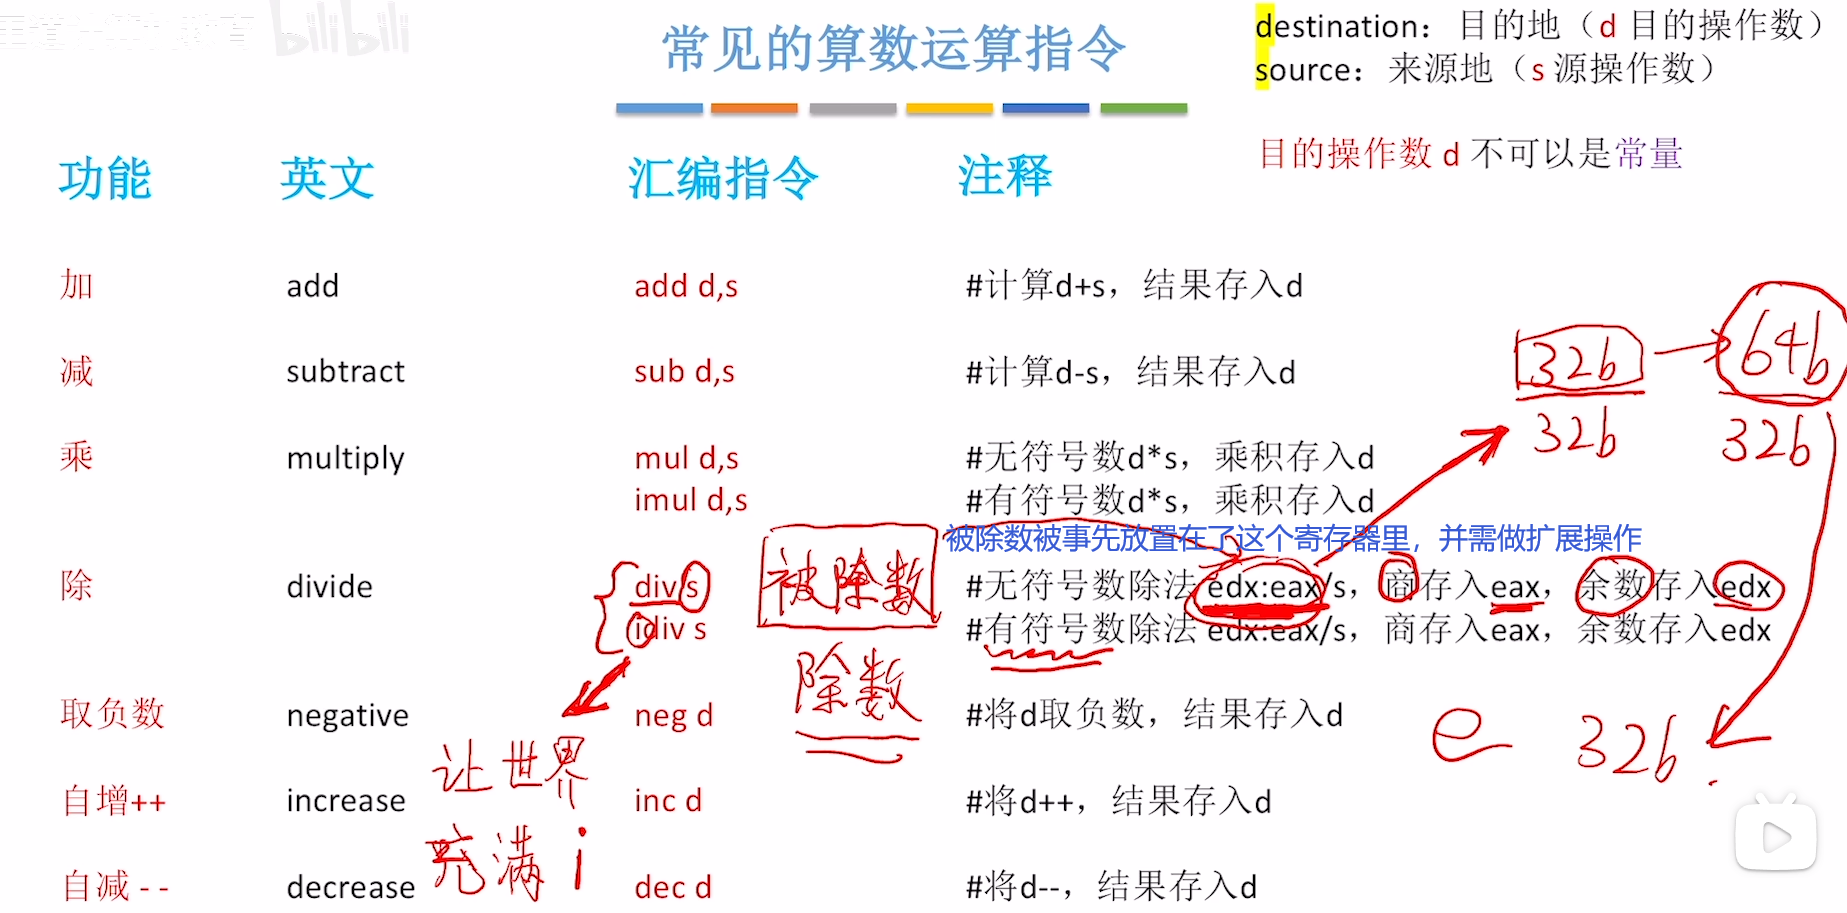 bilibili
常见的算数运算指令
destination：目的地（d 目的操作数）
source：来源地（s 源操作数）
目的操作数 d 不可以是常量
功能 英文 汇编指令 注释
加 add add d,s #计算d+s，结果存入d
减 subtract sub d,s #计算d-s，结果存入d
32b 64b
32b 32b
乘 multiply mul d,s #无符号数d*s，乘积存入d
imul d,s #有符号数d*s，乘积存入d
被除数被事先放置在了这个寄存器里，并需做扩展操作
除 divide div s 被除数 #无符号数除法 edx:eax/s，商存入eax，余数存入edx
idiv s #有符号数除法 edx:eax/s，商存入eax，余数存入edx
除数
取负数 negative neg d #将d取负数，结果存入d
e 32b
让世界
自增++ increase inc d #将d++，结果存入d
充满i
自减-- decrease dec d #将d--，结果存入d